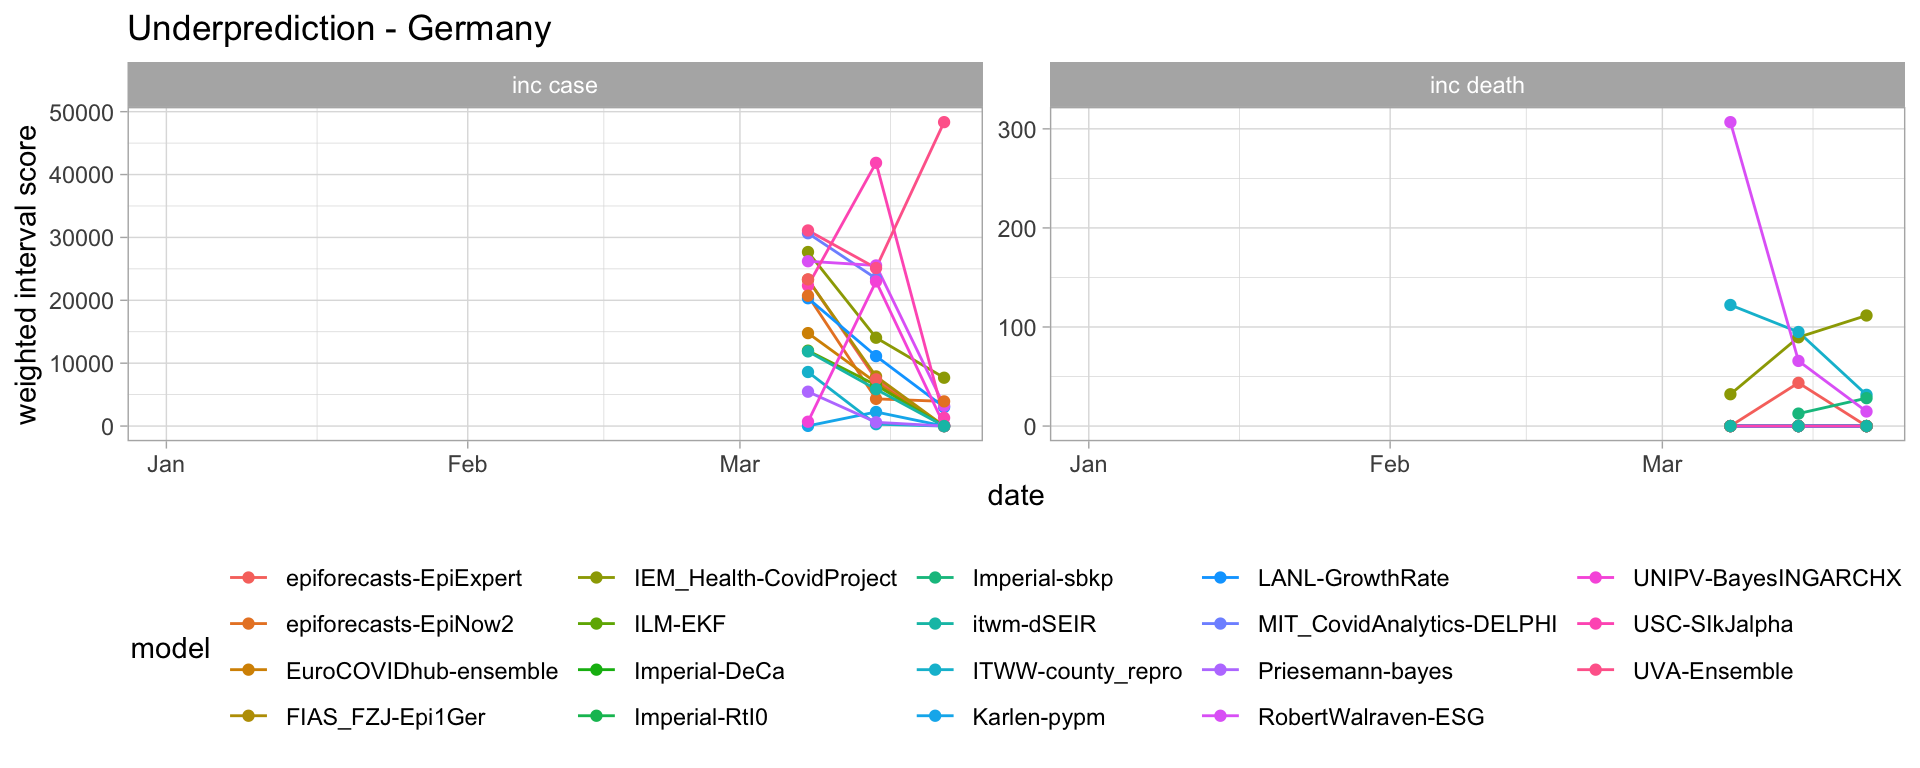 Underprediction - Germany
inc case
inc death
weighted interval score
50000
40000
30000
20000
10000
0
300
200
100
0
Jan
Feb
Mar
Jan
Feb
Mar
date
model
epiforecasts-EpiExpert
epiforecasts-EpiNow2
EuroCOVIDhub-ensemble
FIAS_FZJ-Epi1Ger
IEM_Health-CovidProject
ILM-EKF
Imperial-DeCa
Imperial-RtI0
Imperial-sbkp
itwm-dSEIR
ITWW-county_repro
Karlen-pypm
LANL-GrowthRate
MIT_CovidAnalytics-DELPHI
Priesemann-bayes
RobertWalraven-ESG
UNIPV-BayesINGARCHX
USC-SIkJalpha
UVA-Ensemble